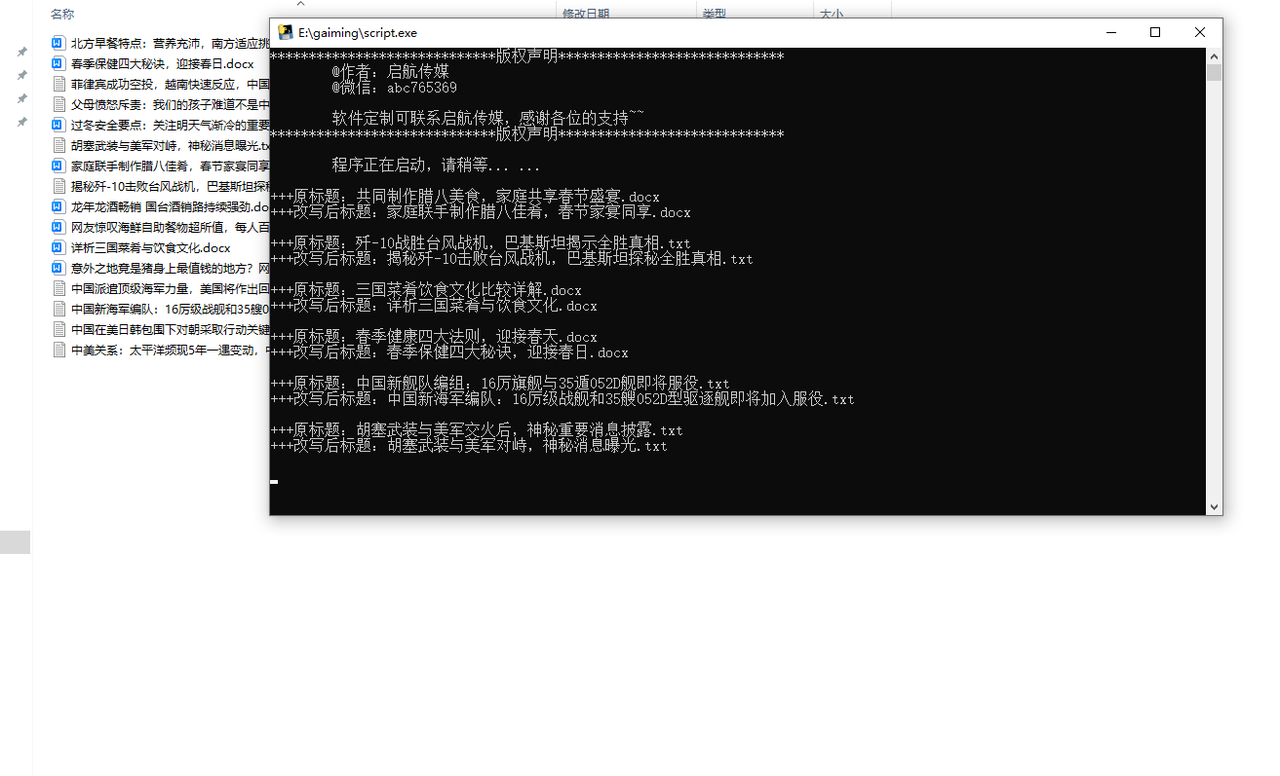 名称
修改日期
类型
大小
北方早餐特点：营养充沛，南方适应挑
春季保健四大秘诀，迎接春日.docx
菲律宾成功空投，越南快速反应，中国
父母愤怒斥责：我们的孩子难道不是中
过冬安全要点：关注明天气渐冷的重要
胡塞武装与美军对峙，神秘消息曝光.tx
家庭联手制作腊八佳肴，春节家宴同享
揭秘歼-10击败台风战机，巴基斯坦探秘
龙年龙酒畅销 国台酒销路持续强劲.do
网友惊叹海鲜自助餐物超所值，每人百
详析三国菜肴与饮食文化.docx
意外之地竟是猪身上最值钱的地方？网
中国派遣顶级海军力量，美国将作出回
中国新海军编队：16厉级战舰和35艘0
中国在美日韩包围下对朝采取行动关键
中美关系：太平洋频现5年一遇变动，中
E:\gaiming\script.exe
*****************************版权声明*****************************
@作者：启航传媒
@微信：abc765369
软件定制可联系启航传媒，感谢各位的支持~~
*****************************版权声明*****************************
程序正在启动，请稍等... ...
+++原标题：共同制作腊八美食，家庭共享春节盛宴.docx
+++改写后标题：家庭联手制作腊八佳肴，春节家宴同享.docx
+++原标题：歼-10战胜台风战机，巴基斯坦揭示全胜真相.txt
+++改写后标题：揭秘歼-10击败台风战机，巴基斯坦探秘全胜真相.txt
+++原标题：三国菜肴饮食文化比较详解.docx
+++改写后标题：详析三国菜肴与饮食文化.docx
+++原标题：春季健康四大法则，迎接春天.docx
+++改写后标题：春季保健四大秘诀，迎接春日.docx
+++原标题：中国新舰队编组：16厉旗舰与35遁052D舰即将服役.txt
+++改写后标题：中国新海军编队：16厉级战舰和35艘052D型驱逐舰即将加入服役.txt
+++原标题：胡塞武装与美军交火后，神秘重要消息披露.txt
+++改写后标题：胡塞武装与美军对峙，神秘消息曝光.txt